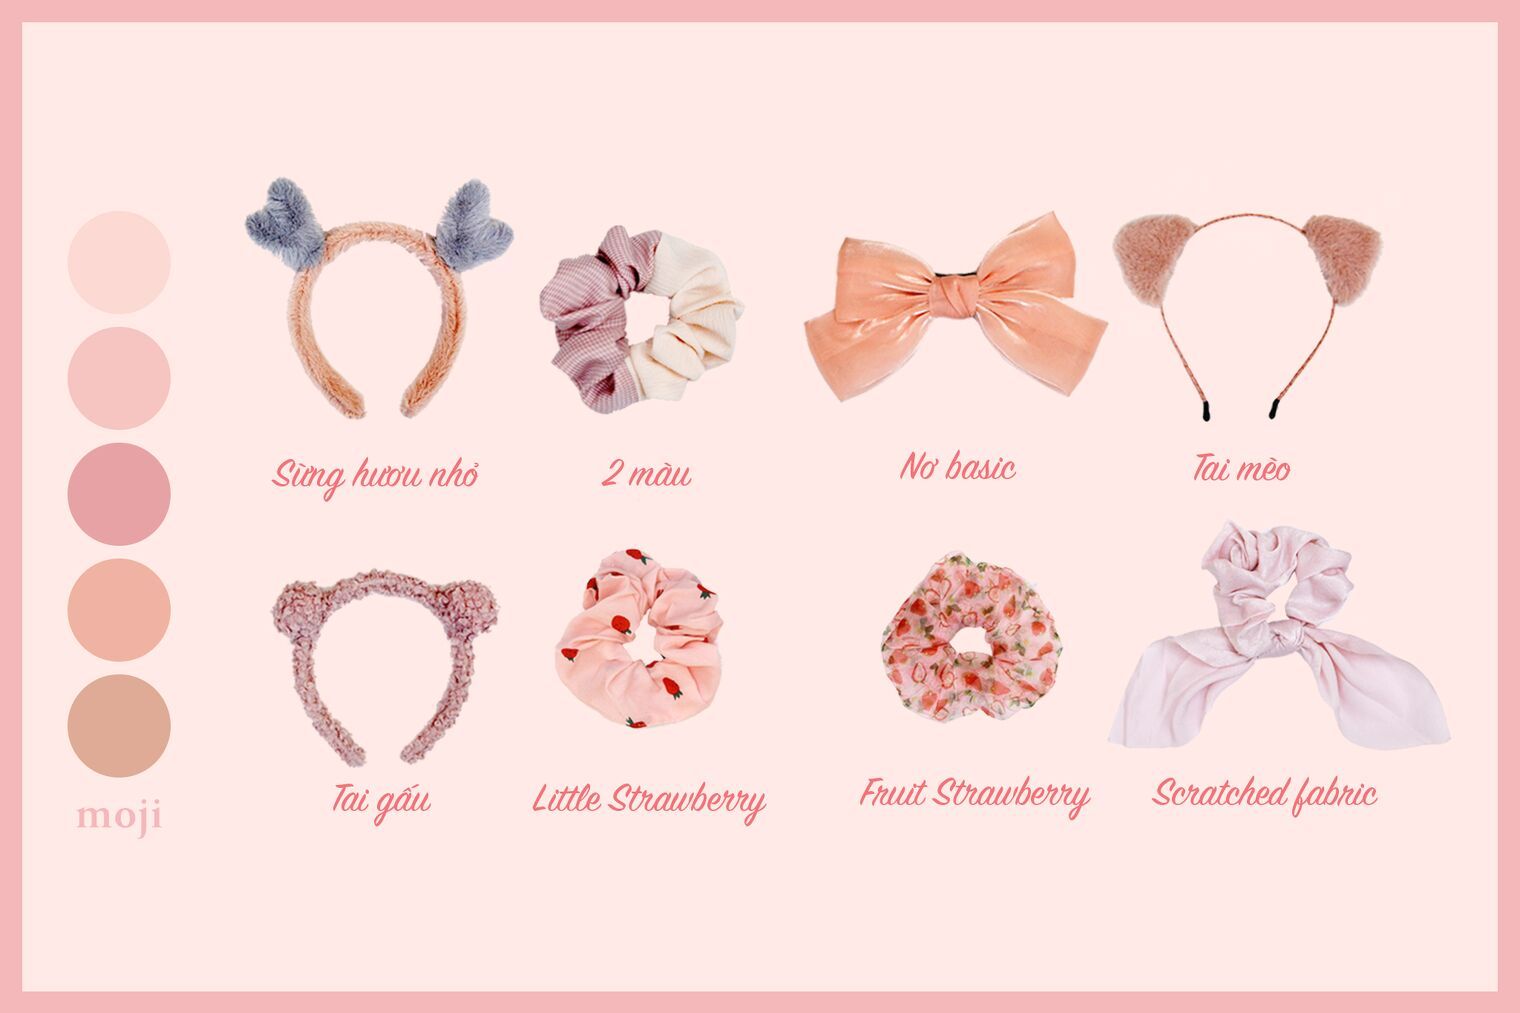 Sừng hươu nhỏ
2 màu
Nơ basic
Tai mèo
Tai gấu
Little Strawberry
Fruit Strawberry
Scratched fabric
moji